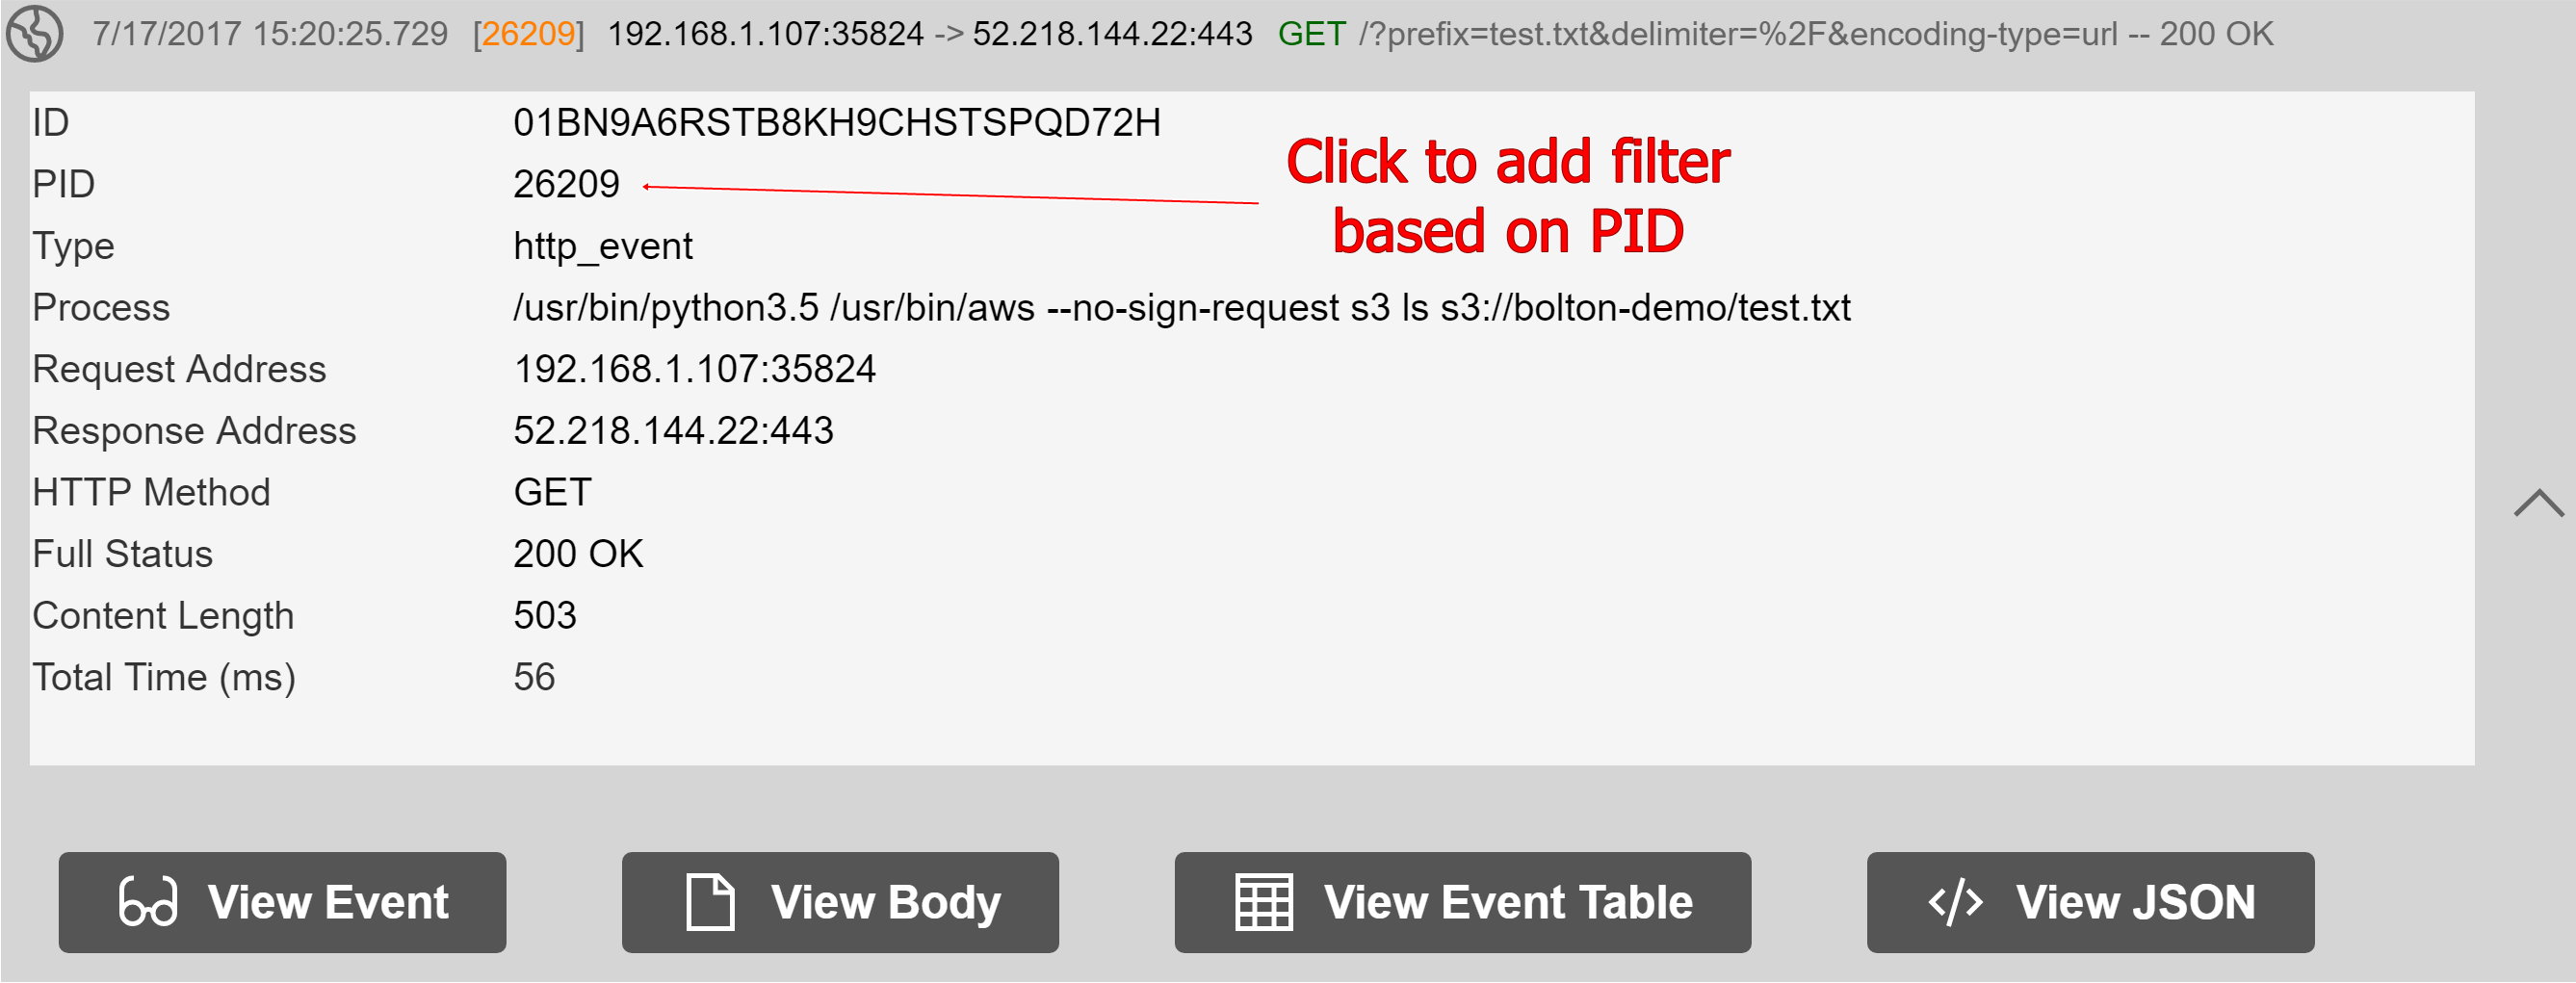 7/17/2017 15:20:25.729 [26209] 192.168.1.107:35824 -> 52.218.144.22:443 GET /?prefix=test.txt&delimiter=%2F&encoding-type=url -- 200 OK
ID 01BN9A6RSTB8KH9CHSTSPQD72H
Click to add filter
PID 26209
based on PID
Type http_event
Process /usr/bin/python3.5 /usr/bin/aws --no-sign-request s3 ls s3://bolton-demo/test.txt
Request Address 192.168.1.107:35824
Response Address 52.218.144.22:443
HTTP Method GET
Full Status 200 OK
Content Length 503
Total Time (ms) 56
View Event View Body View Event Table View JSON